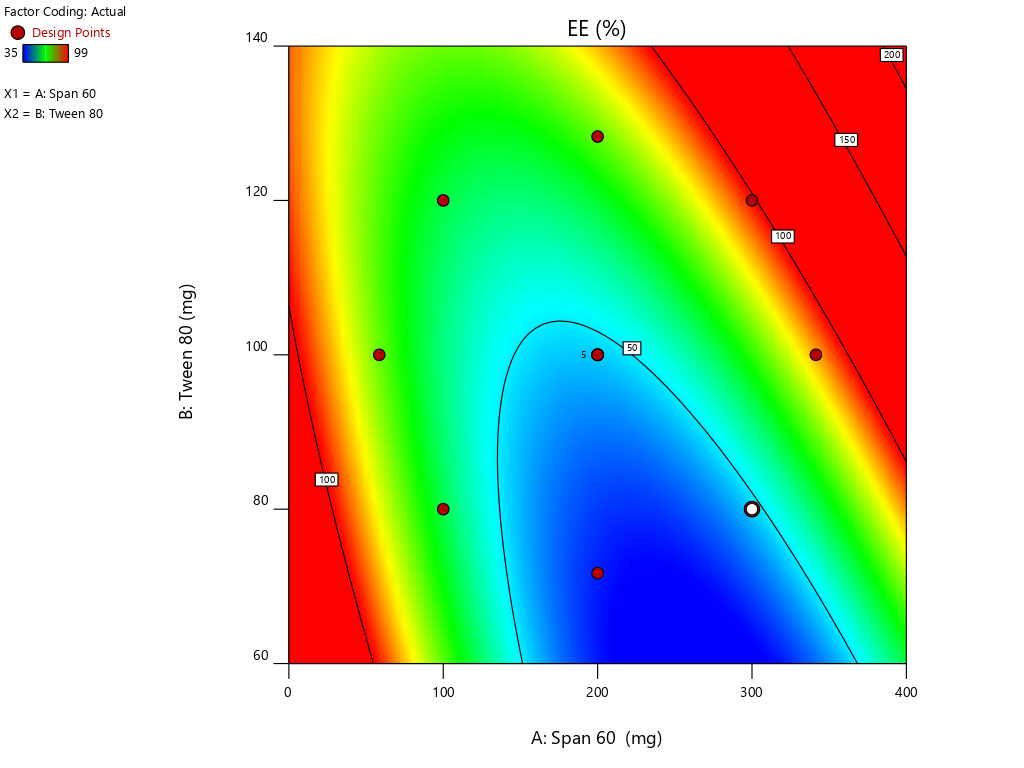 Factor Coding: Actual
Design Points
35 99
X1 = A: Span 60
X2 = B: Tween 80
EE (%)
B: Tween 80 (mg)
140
120
100
80
60
200
150
100
50
5
100
0 100 200 300 400
A: Span 60 (mg)